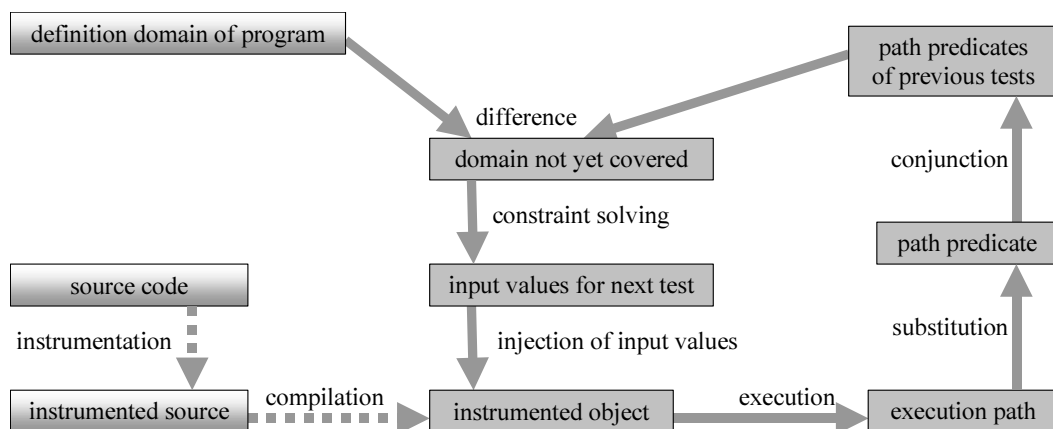 definition domain of program
path predicates
of previous tests
difference
domain not yet covered
conjunction
constraint solving
path predicate
source code
input values for next test
instrumentation
injection of input values
substitution
instrumented source
compilation
instrumented object
execution
execution path